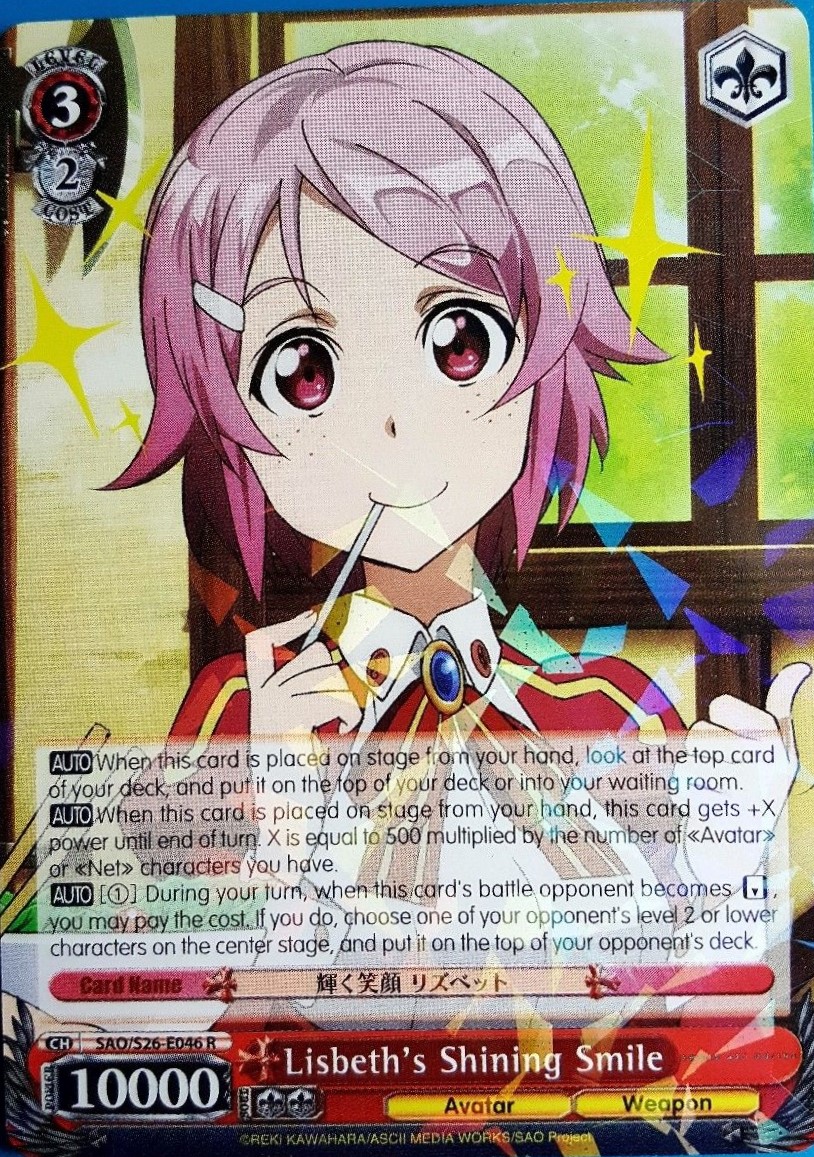 LEVEL
3
2
COST
AUTO When this card is placed on stage from your hand, look at the top card
of your deck, and put it on the top of your deck or into your waiting room.
AUTO When this card is placed on stage from your hand, this card gets +X
power until end of turn. X is equal to 500 multiplied by the number of «Avatar»
or «Net» characters you have.
AUTO [①] During your turn, when this card's battle opponent becomes ,
you may pay the cost. If you do, choose one of your opponent's level 2 or lower
characters on the center stage, and put it on the top of your opponent's deck.
Card Name 輝く笑顔 リズベット
CH SAO/S26-E046 R
Lisbeth's Shining Smile
POWER 10000 SOUL
Avatar Weapon
©REKI KAWAHARA/ASCII MEDIA WORKS/SAO Project